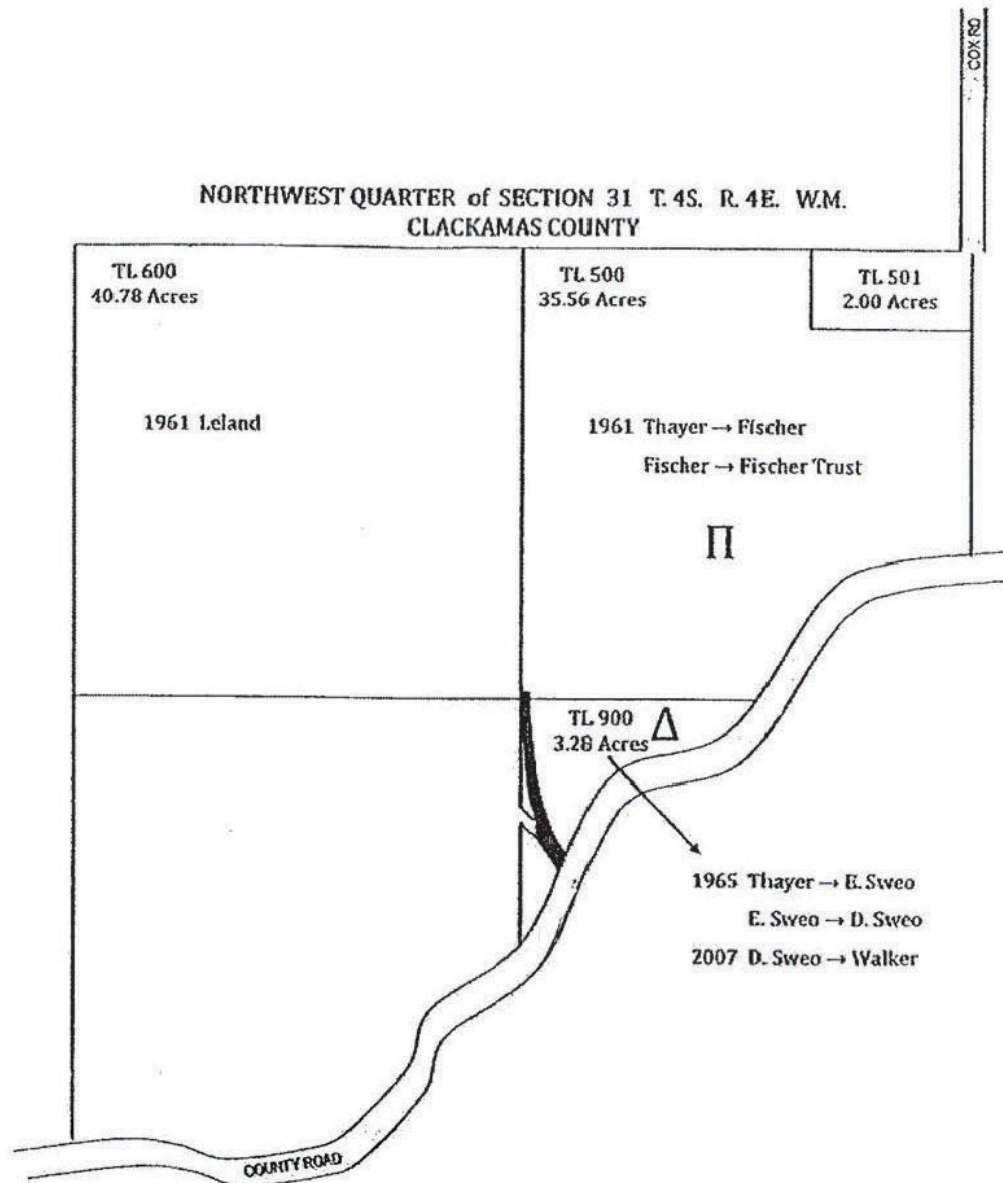 COX RD
NORTHWEST QUARTER of SECTION 31 T. 4S. R. 4E. W.M.
CLACKAMAS COUNTY
TL 600
40.78 Acres
TL 500
35.56 Acres
TL 501
2.00 Acres
1961 Leland
1961 Thayer → Fischer
Fischer → Fischer Trust
Π
TL 900
3.28 Acres
Δ
1965 Thayer → E. Sweo
E. Sweo → D. Sweo
2007 D. Sweo → Walker
COUNTY ROAD